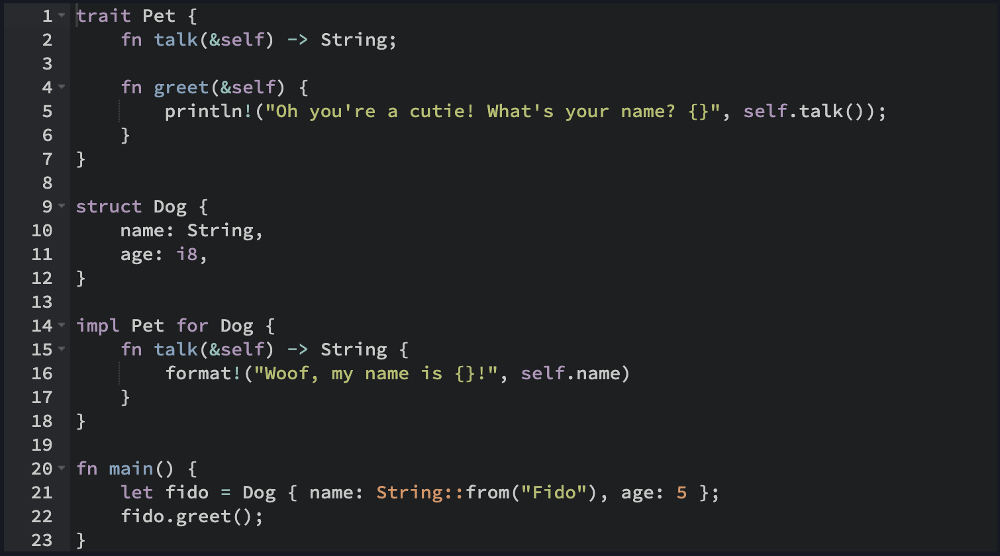 1 trait Pet {
2     fn talk(&self) -> String;
3
4     fn greet(&self) {
5         println!("Oh you're a cutie! What's your name? {}", self.talk());
6     }
7 }
8
9 struct Dog {
10     name: String,
11     age: i8,
12 }
13
14 impl Pet for Dog {
15     fn talk(&self) -> String {
16         format!("Woof, my name is {}!", self.name)
17     }
18 }
19
20 fn main() {
21     let fido = Dog { name: String::from("Fido"), age: 5 };
22     fido.greet();
23 }